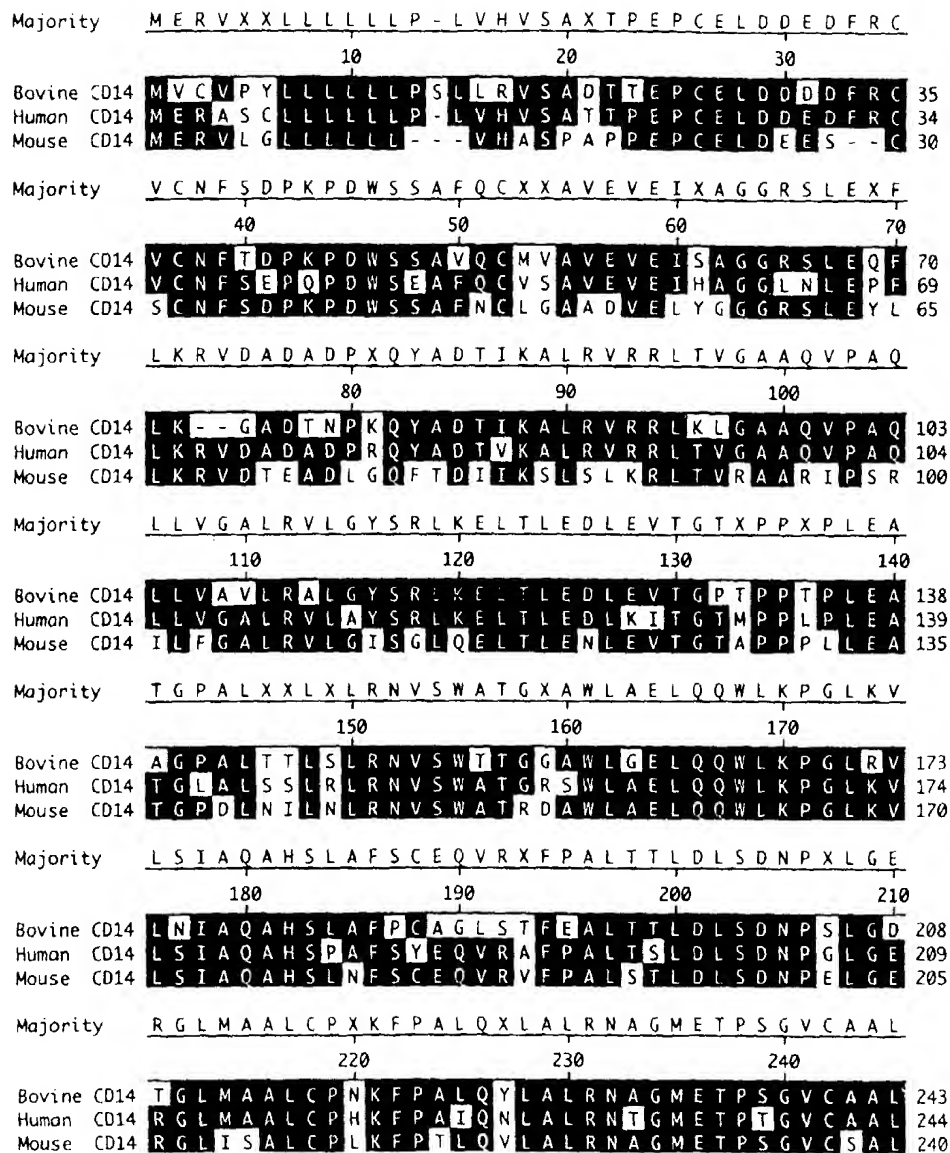 Majority M E R V X X L L L L L L P - L V H V S A X T P E P C E L D D E D F R C
10 20 30
Bovine CD14 M V C V P Y L L L L L L P S L L R V S A D T T E P C E L D D D D F R C 35
Human CD14 M E R A S C L L L L L L P - L V H V S A T T P E P C E L D D E D F R C 34
Mouse CD14 M E R V L G L L L L L L - - - V H A S P A P P E P C E L D E E S - - C 30
Majority V C N F S D P K P D W S S A F Q C X X A V E V E I X A G G R S L E X F
40 50 60 70
Bovine CD14 V C N F T D P K P D W S S A V Q C M V A V E V E I S A G G R S L E Q F 70
Human CD14 V C N F S E P Q P D W S E A F Q C V S A V E V E I H A G G L N L E P F 69
Mouse CD14 S C N F S D P K P D W S S A F N C L G A A D V E L Y G G G R S L E Y L 65
Majority L K R V D A D A D P X Q Y A D T I K A L R V R R L T V G A A Q V P A Q
80 90 100
Bovine CD14 L K - - G A D T N P K Q Y A D T I K A L R V R R L K L G A A Q V P A Q 103
Human CD14 L K R V D A D A D P R Q Y A D T V K A L R V R R L T V G A A Q V P A Q 104
Mouse CD14 L K R V D T E A D L G Q F T D I I K S L S L K R L T V R A A R I P S R 100
Majority L L V G A L R V L G Y S R L K E L T L E D L E V T G T X P P X P L E A
110 120 130 140
Bovine CD14 L L V A V L R A L G Y S R L K E L T L E D L E V T G P T P P T P L E A 138
Human CD14 L L V G A L R V L A Y S R L K E L T L E D L K I T G T M P P L P L E A 139
Mouse CD14 I L F G A L R V L G I S G L Q E L T L E N L E V T G T A P P P L L E A 135
Majority T G P A L X X L X L R N V S W A T G X A W L A E L Q Q W L K P G L K V
150 160 170
Bovine CD14 A G P A L T T L S L R N V S W T T G G A W L G E L Q Q W L K P G L R V 173
Human CD14 T G L A L S S L R L R N V S W A T G R S W L A E L Q Q W L K P G L K V 174
Mouse CD14 T G P D L N I L N L R N V S W A T R D A W L A E L Q Q W L K P G L K V 170
Majority L S I A Q A H S L A F S C E Q V R X F P A L T T L D L S D N P X L G E
180 190 200 210
Bovine CD14 L N I A Q A H S L A F P C A G L S T F E A L T T L D L S D N P S L G D 208
Human CD14 L S I A Q A H S P A F S Y E Q V R A F P A L T S L D L S D N P G L G E 209
Mouse CD14 L S I A Q A H S L N F S C E Q V R V F P A L S T L D L S D N P E L G E 205
Majority R G L M A A L C P X K F P A L Q X L A L R N A G M E T P S G V C A A L
220 230 240
Bovine CD14 T G L M A A L C P N K F P A L Q Y L A L R N A G M E T P S G V C A A L 243
Human CD14 R G L M A A L C P H K F P A I Q N L A L R N T G M E T P T G V C A A L 244
Mouse CD14 R G L I S A L C P L K F P T L Q V L A L R N A G M E T P S G V C S A L 240